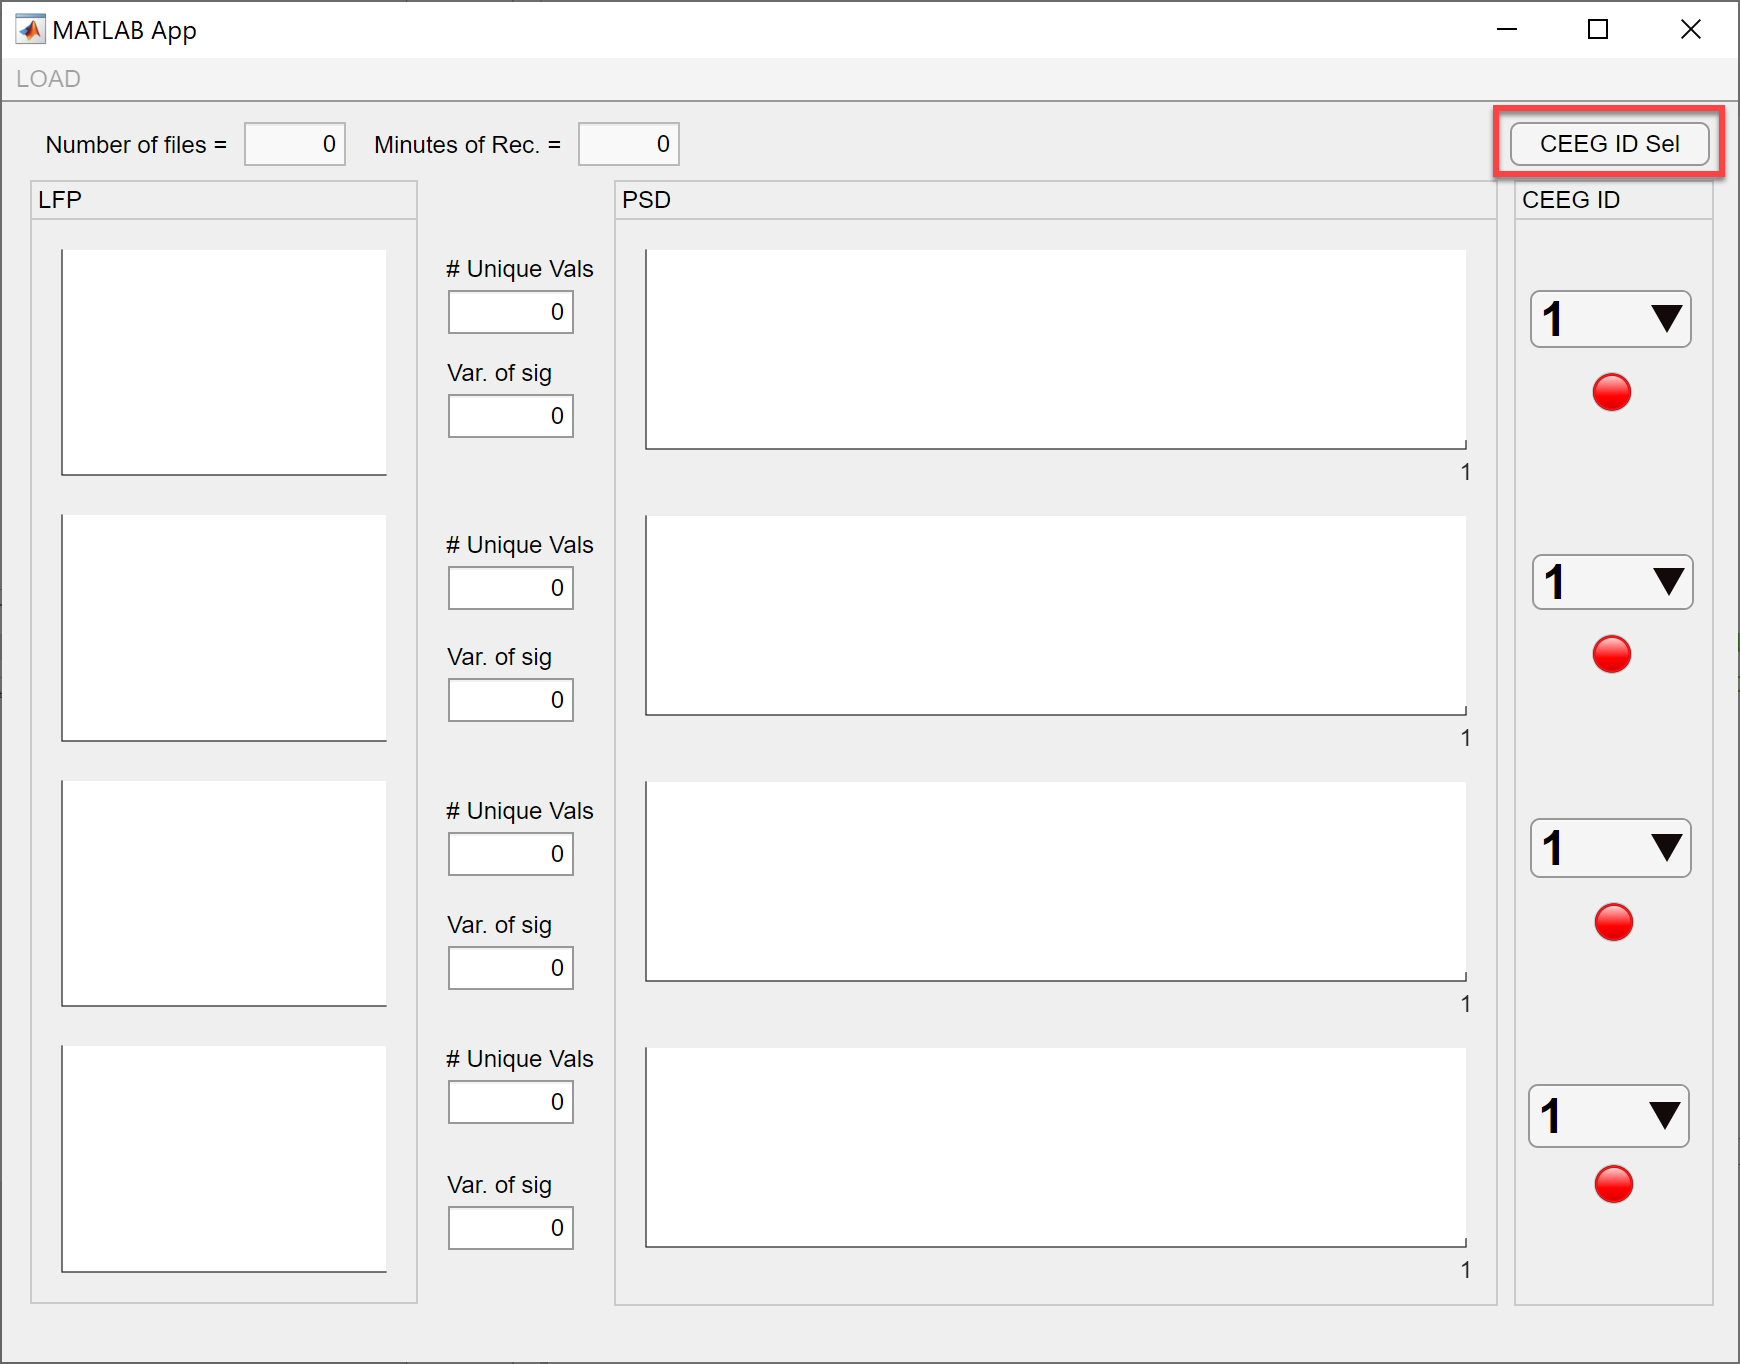 MATLAB App
LOAD
Number of files = 0 Minutes of Rec. = 0 CEEG ID Sel
LFP
PSD
CEEG ID
# Unique Vals
0
Var. of sig
0
1
1
# Unique Vals
0
Var. of sig
0
1
1
# Unique Vals
0
Var. of sig
0
1
1
# Unique Vals
0
Var. of sig
0
1
1